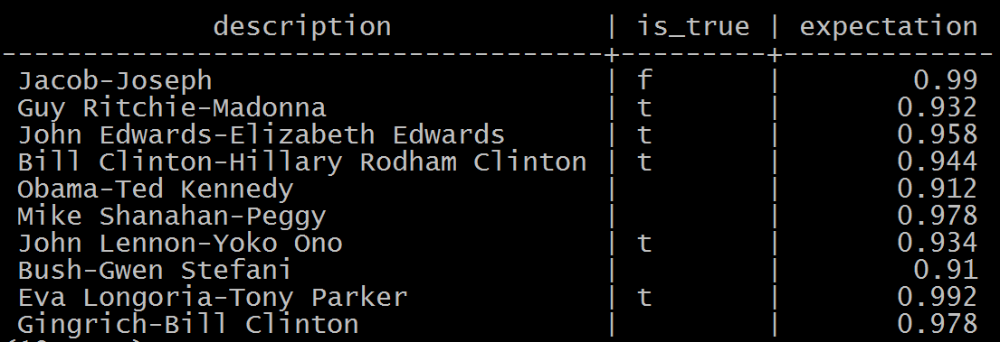 description | is_true | expectation
-------------------------------------+---------+-------------
Jacob-Joseph | f | 0.99
Guy Ritchie-Madonna | t | 0.932
John Edwards-Elizabeth Edwards | t | 0.958
Bill Clinton-Hillary Rodham Clinton | t | 0.944
Obama-Ted Kennedy | | 0.912
Mike Shanahan-Peggy | | 0.978
John Lennon-Yoko Ono | t | 0.934
Bush-Gwen Stefani | | 0.91
Eva Longoria-Tony Parker | t | 0.992
Gingrich-Bill Clinton | | 0.978